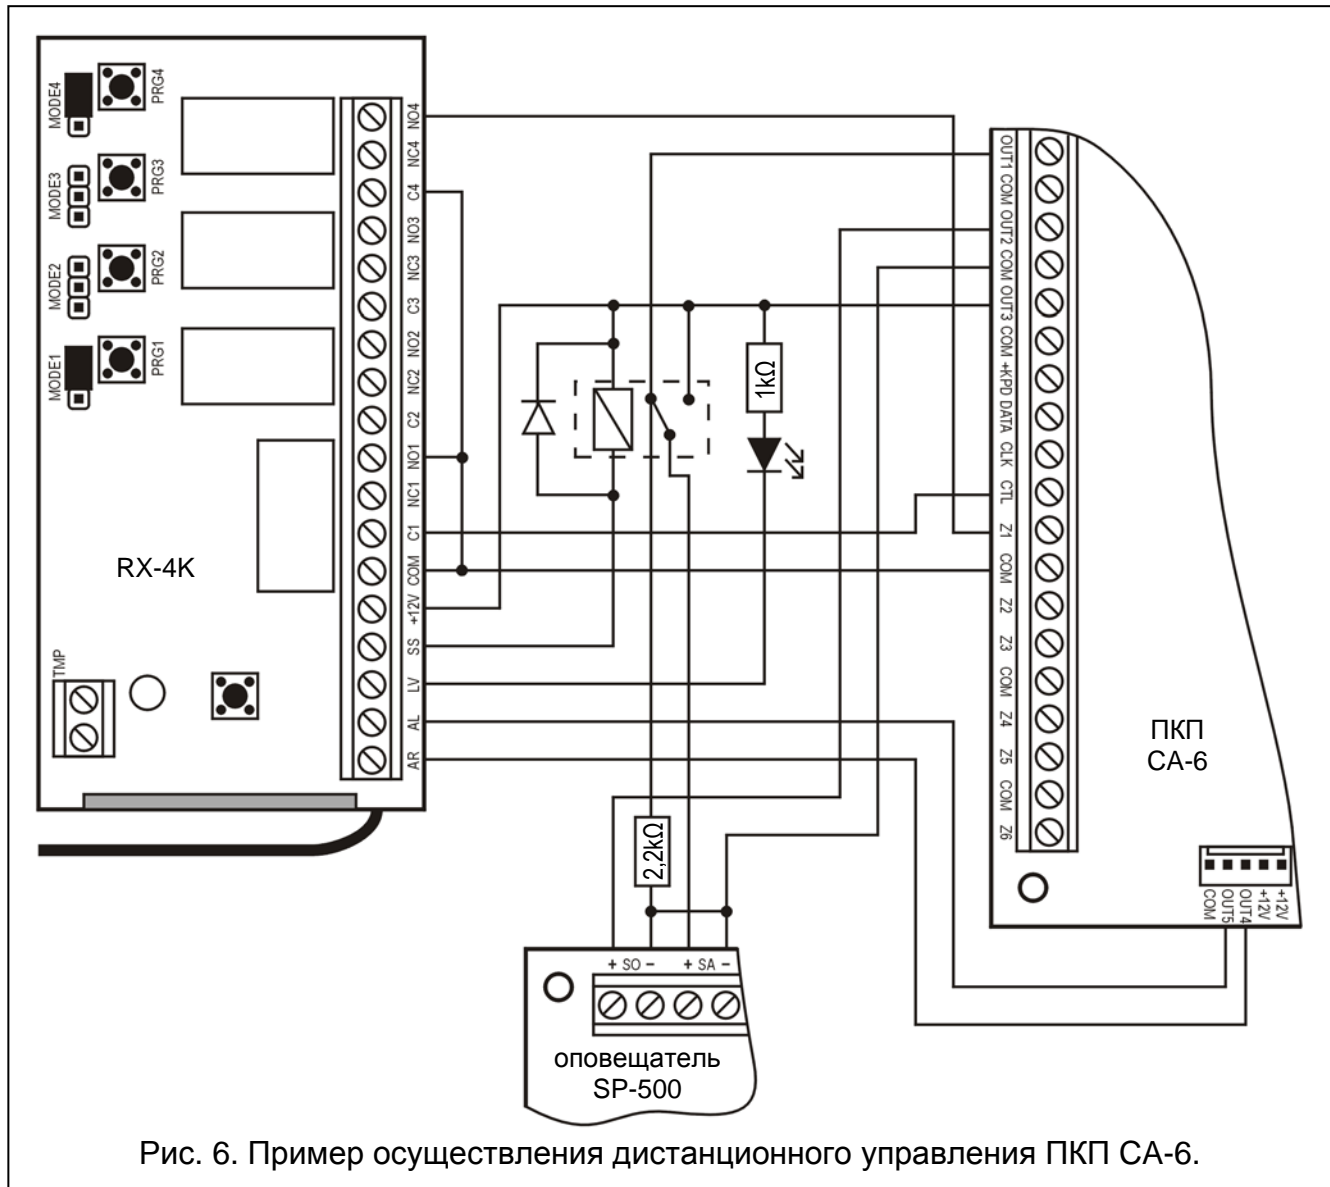 MODE4
PRG4
MODE3
PRG3
MODE2
PRG2
MODE1
PRG1
RX-4K
TMP
NO4
NC4
C4
NO3
NC3
C3
NO2
NC2
C2
NO1
NC1
C1
COM
+12V
SS
LV
AL
AR
1kΩ
2,2kΩ
OUT1
COM
OUT2
COM
OUT3
COM
+KPD
DATA
CLK
CTL
Z1
COM
Z2
Z3
COM
Z4
Z5
COM
Z6
ПКП
CA-6
COM
OUT5
OUT4
+12V
+12V
+ SO − + SA −
оповещатель
SP-500
Рис. 6. Пример осуществления дистанционного управления ПКП CA-6.